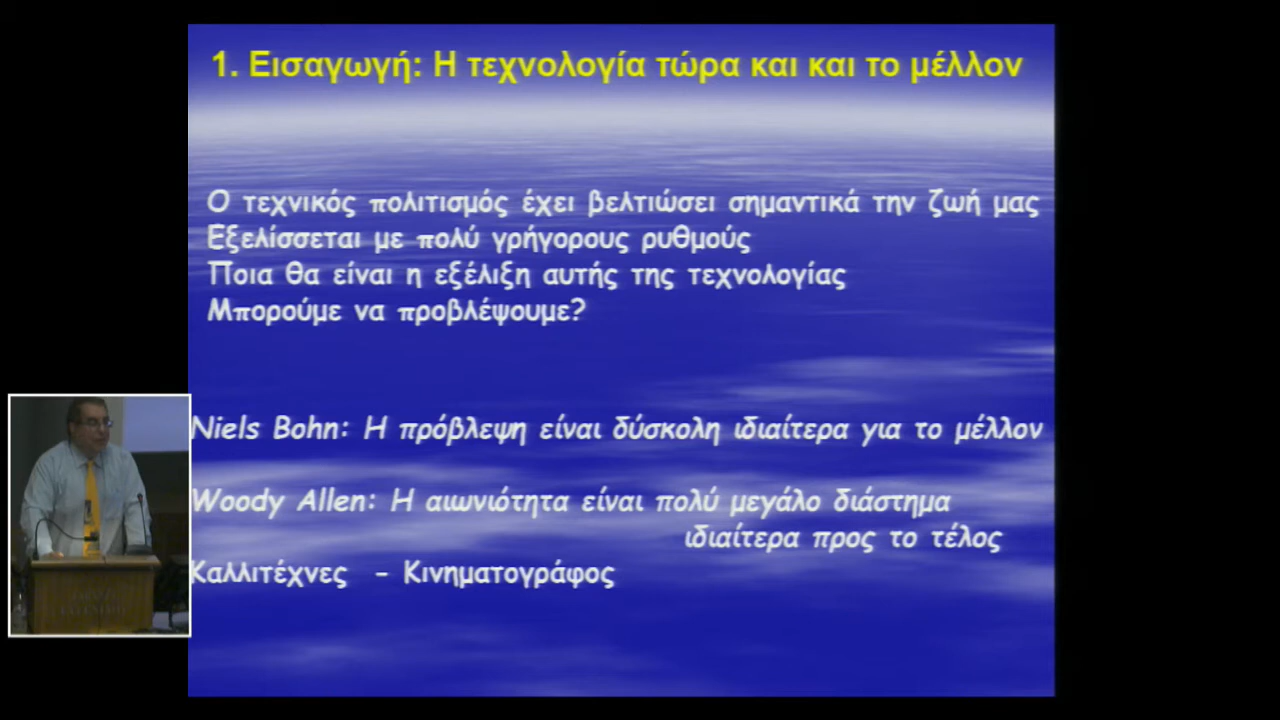 1. Εισαγωγή: Η τεχνολογία τώρα και και το μέλλον
Ο τεχνικός πολιτισμός έχει βελτιώσει σημαντικά την ζωή μας
Εξελίσσεται με πολύ γρήγορους ρυθμούς
Ποια θα είναι η εξέλιξη αυτής της τεχνολογίας
Μπορούμε να προβλέψουμε?
Niels Bohn: Η πρόβλεψη είναι δύσκολη ιδιαίτερα για το μέλλον
Woody Allen: Η αιωνιότητα είναι πολύ μεγάλο διάστημα
ιδιαίτερα προς το τέλος
Καλλιτέχνες - Κινηματογράφος